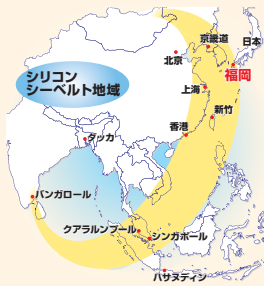 日本
京畿道
北京
福岡
シリコン
シーベルト地域
上海
新竹
香港
ダッカ
バンガロール
クアラルンプール
シンガポール
ハサヌディン